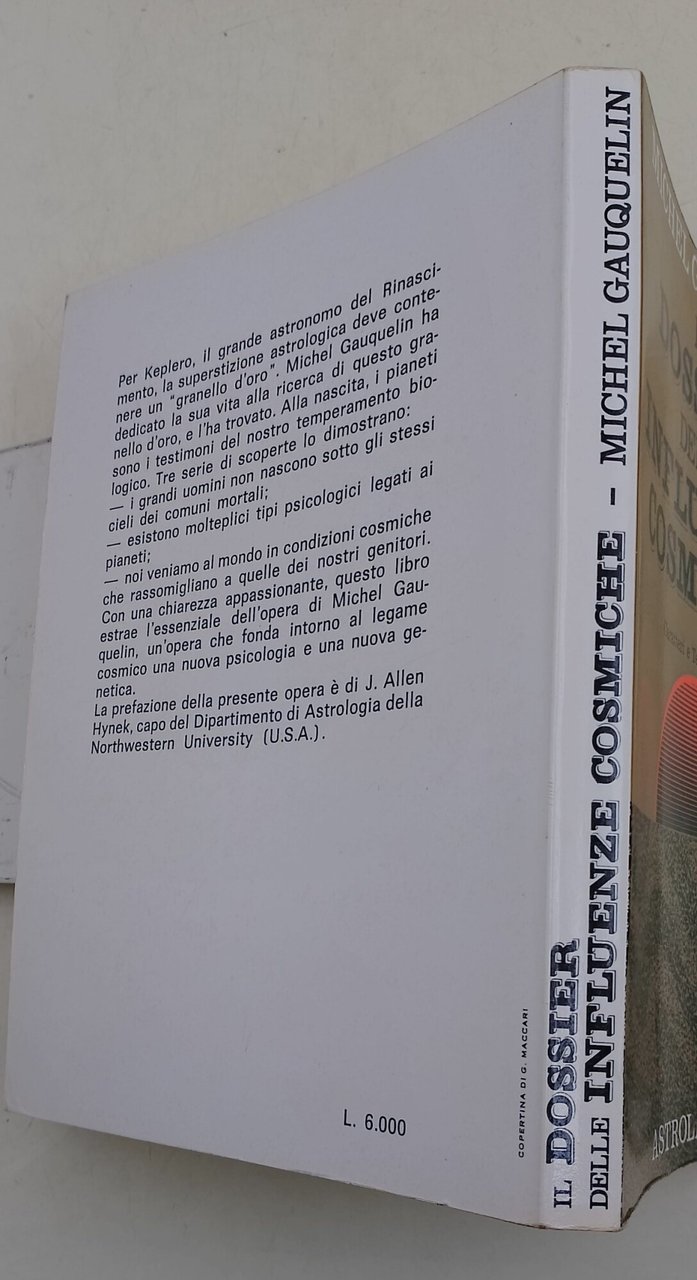 Per Keplero, il grande astronomo del Rinasci-
mento, la superstizione astrologica deve conte-
nere un "granello d'oro". Michel Gauquelin ha
dedicato la sua vita alla ricerca di questo gra-
nello d'oro, e l'ha trovato. Alla nascita, i pianeti
sono i testimoni del nostro temperamento bio-
logico. Tre serie di scoperte lo dimostrano:
— i grandi uomini non nascono sotto gli stessi
cieli dei comuni mortali;
— esistono molteplici tipi psicologici legati ai
pianeti;
— noi veniamo al mondo in condizioni cosmiche
che rassomigliano a quelle dei nostri genitori.
Con una chiarezza appassionante, questo libro
estrae l'essenziale dell'opera di Michel Gau-
quelin, un'opera che fonda intorno al legame
cosmico una nuova psicologia e una nuova ge-
netica.
La prefazione della presente opera è di J. Allen
Hynek, capo del Dipartimento di Astrologia della
Northwestern University (U.S.A.).
L. 6.000
COPERTINA DI G. MACCARI
IL DOSSIER
DELLE INFLUENZE COSMICHE – MICHEL GAUQUELIN
MICHEL